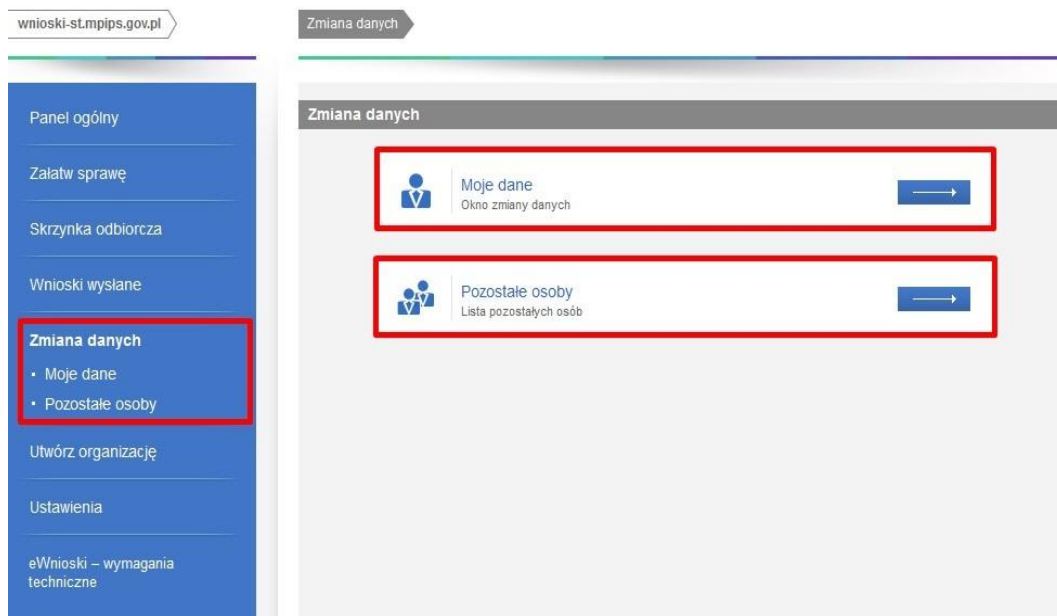 wnioski-st.mpips.gov.pl
Zmiana danych
Panel ogólny
Załatw sprawę
Skrzynka odbiorcza
Wnioski wysłane
Zmiana danych
• Moje dane
• Pozostałe osoby
Utwórz organizację
Ustawienia
eWnioski – wymagania
techniczne
Zmiana danych
Moje dane
Okno zmiany danych
Pozostałe osoby
Lista pozostałych osób